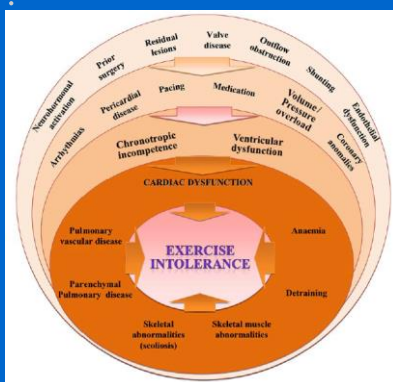 Neurohormonal
activation
Prior
surgery
Residual
lesions
Valve
disease
Outflow
obstruction
Shunting
Endothelial
dysfunction
Arrhythmias
Pericardial
disease
Pacing
Medication
Volume/
Pressure
overload
Coronary
anomalies
Chronotropic
incompetence
Ventricular
dysfunction
CARDIAC DYSFUNCTION
Pulmonary
vascular disease
Anaemia
EXERCISE
INTOLERANCE
Parenchymal
Pulmonary disease
Detraining
Skeletal
abnormalities
(scoliosis)
Skeletal muscle
abnormalities